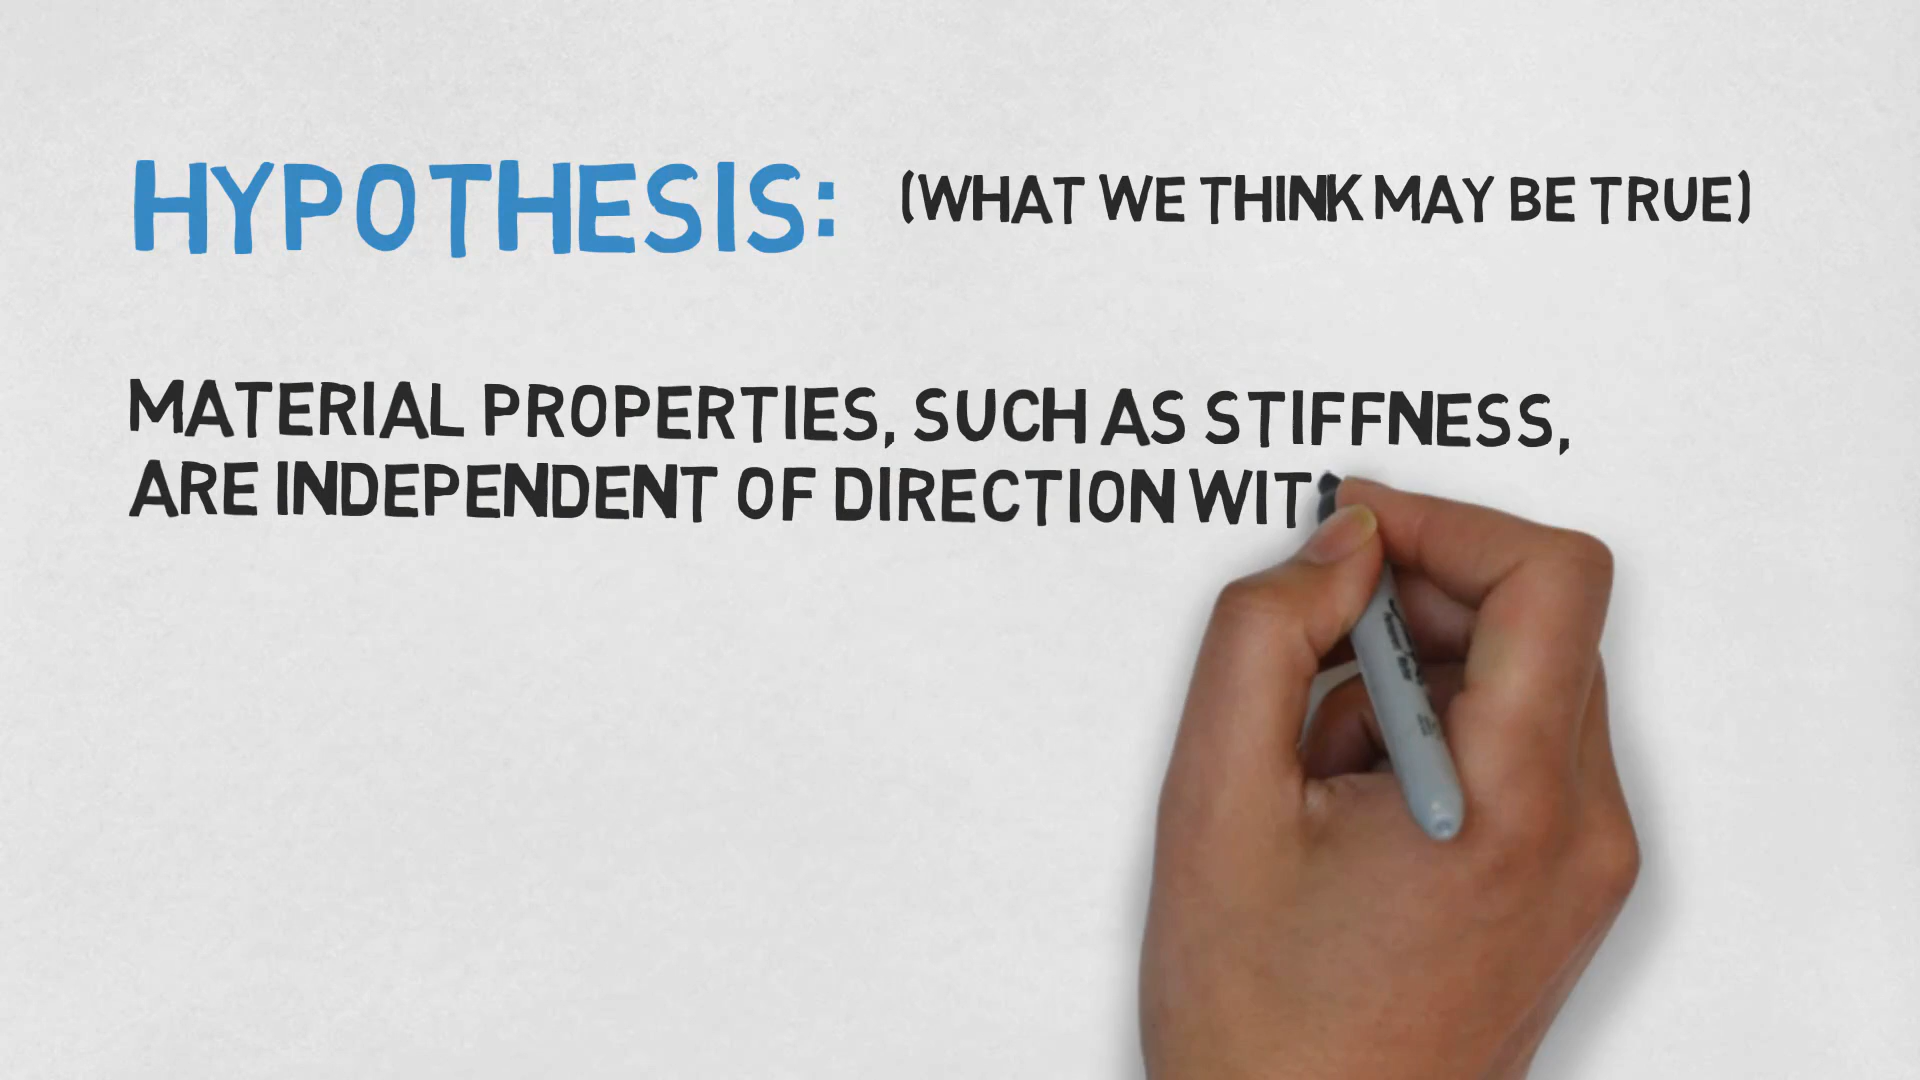 HYPOTHESIS: (WHAT WE THINK MAY BE TRUE)
MATERIAL PROPERTIES, SUCH AS STIFFNESS,
ARE INDEPENDENT OF DIRECTION WIT